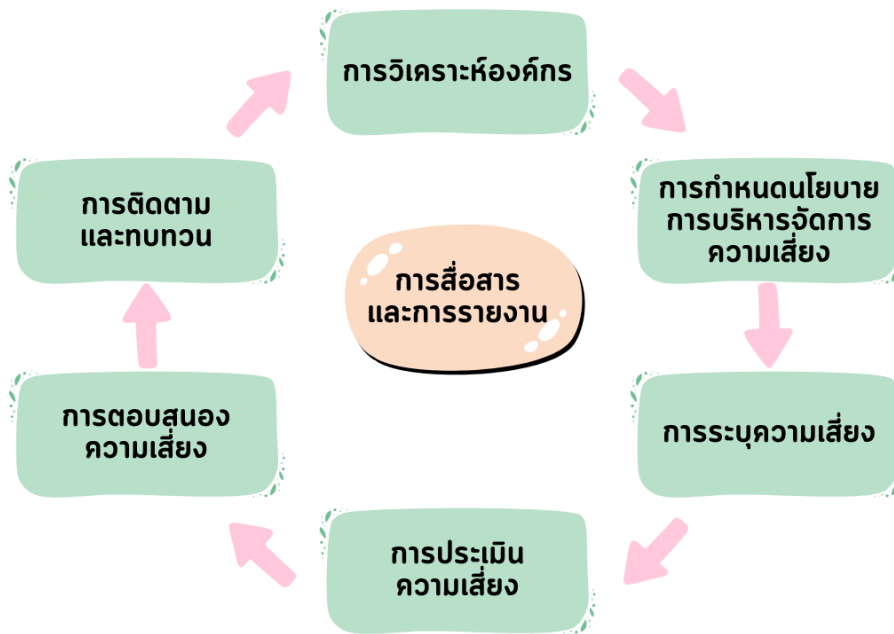 การวิเคราะห์องค์กร
การกำหนดนโยบาย
การบริหารจัดการ
ความเสี่ยง
การระบุความเสี่ยง
การประเมิน
ความเสี่ยง
การตอบสนอง
ความเสี่ยง
การติดตาม
และทบทวน
การสื่อสาร
และการรายงาน